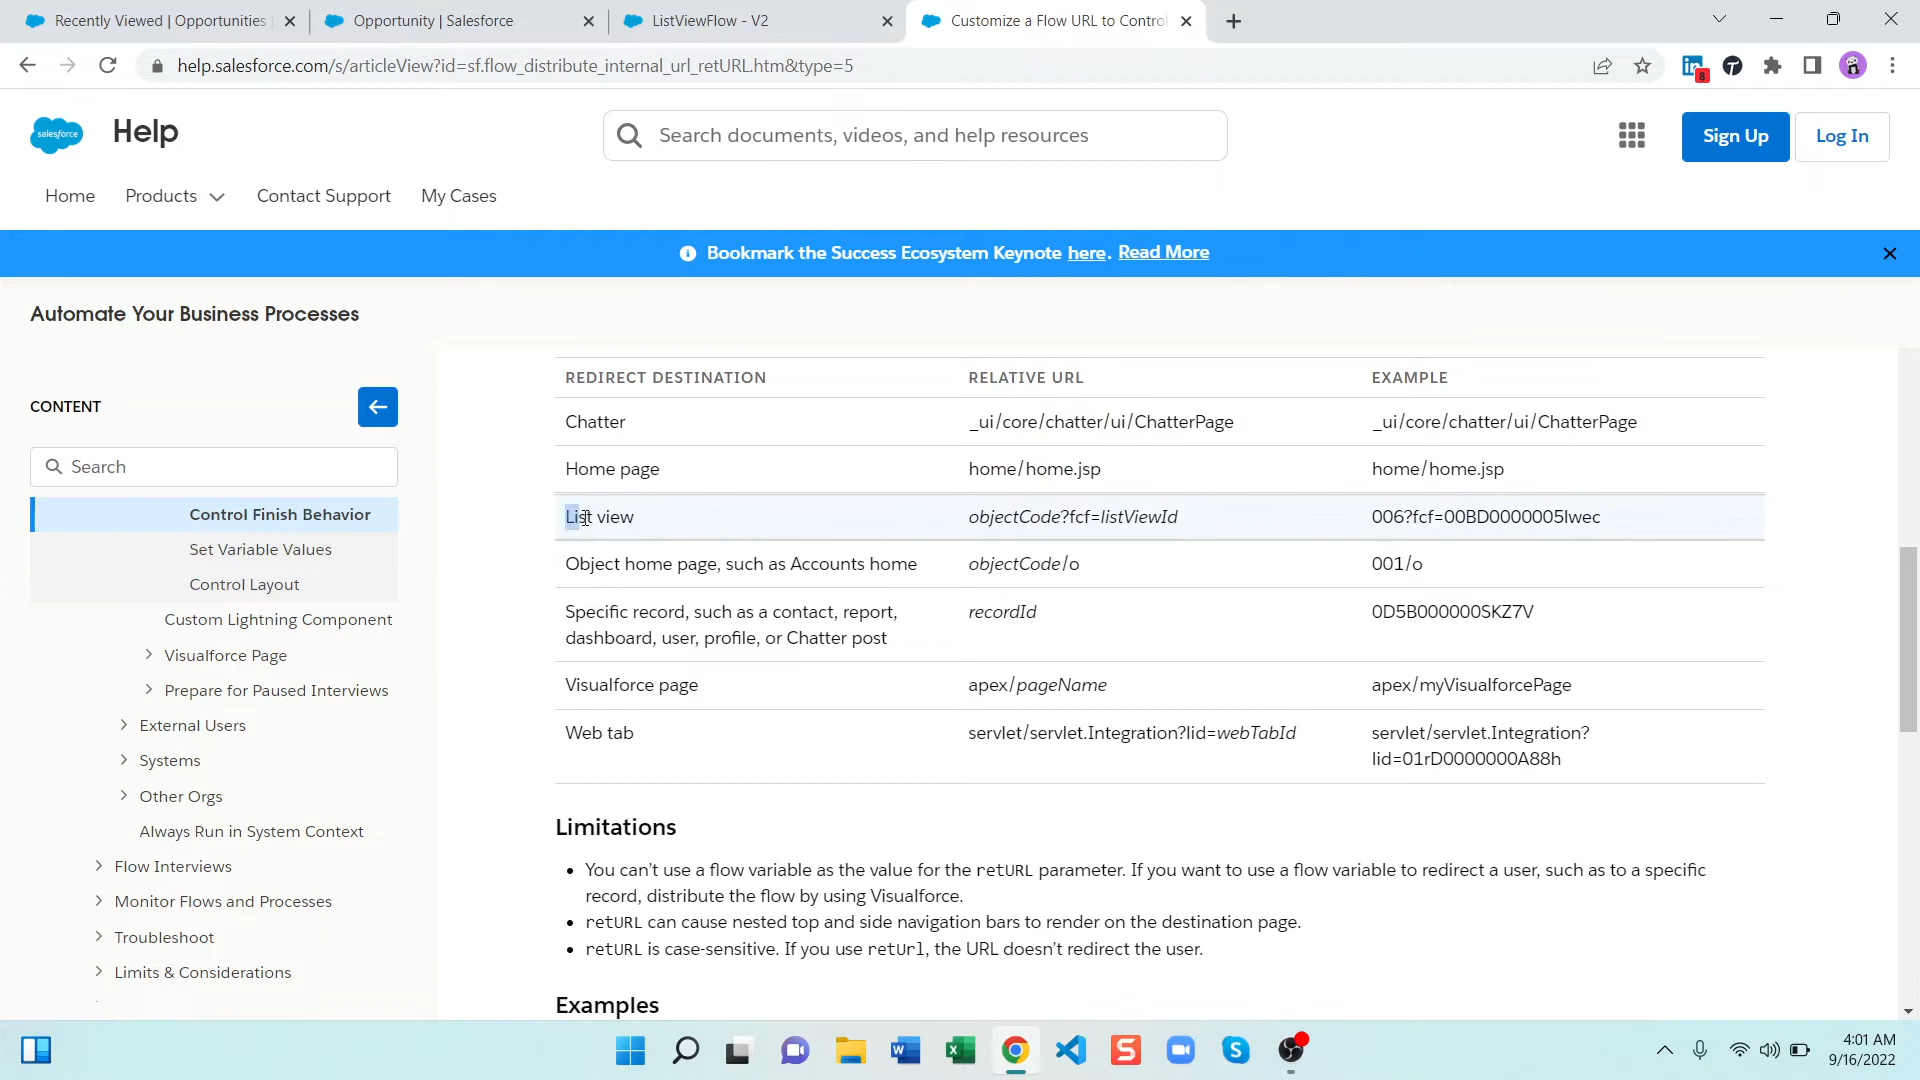 Recently Viewed | Opportunities
Opportunity | Salesforce
ListViewFlow - V2
Customize a Flow URL to Control
help.salesforce.com/s/articleView?id=sf.flow_distribute_internal_url_retURL.htm&type=5
8
salesforce
Help
Search documents, videos, and help resources
Sign Up
Log In
Home
Products
Contact Support
My Cases
Bookmark the Success Ecosystem Keynote here. Read More
Automate Your Business Processes
CONTENT
Search
Control Finish Behavior
Set Variable Values
Control Layout
Custom Lightning Component
Visualforce Page
Prepare for Paused Interviews
External Users
Systems
Other Orgs
Always Run in System Context
Flow Interviews
Monitor Flows and Processes
Troubleshoot
Limits & Considerations
REDIRECT DESTINATION RELATIVE URL EXAMPLE
Chatter _ui/core/chatter/ui/ChatterPage _ui/core/chatter/ui/ChatterPage
Home page home/home.jsp home/home.jsp
List view objectCode?fcf=listViewId 006?fcf=00BD0000005lwec
Object home page, such as Accounts home objectCode/o 001/o
Specific record, such as a contact, report, recordId 0D5B000000SKZ7V
dashboard, user, profile, or Chatter post
Visualforce page apex/pageName apex/myVisualforcePage
Web tab servlet/servlet.Integration?lid=webTabId servlet/servlet.Integration?
lid=01rD0000000A88h
Limitations
• You can't use a flow variable as the value for the retURL parameter. If you want to use a flow variable to redirect a user, such as to a specific
record, distribute the flow by using Visualforce.
• retURL can cause nested top and side navigation bars to render on the destination page.
• retURL is case-sensitive. If you use retUrl, the URL doesn't redirect the user.
Examples
4:01 AM
9/16/2022